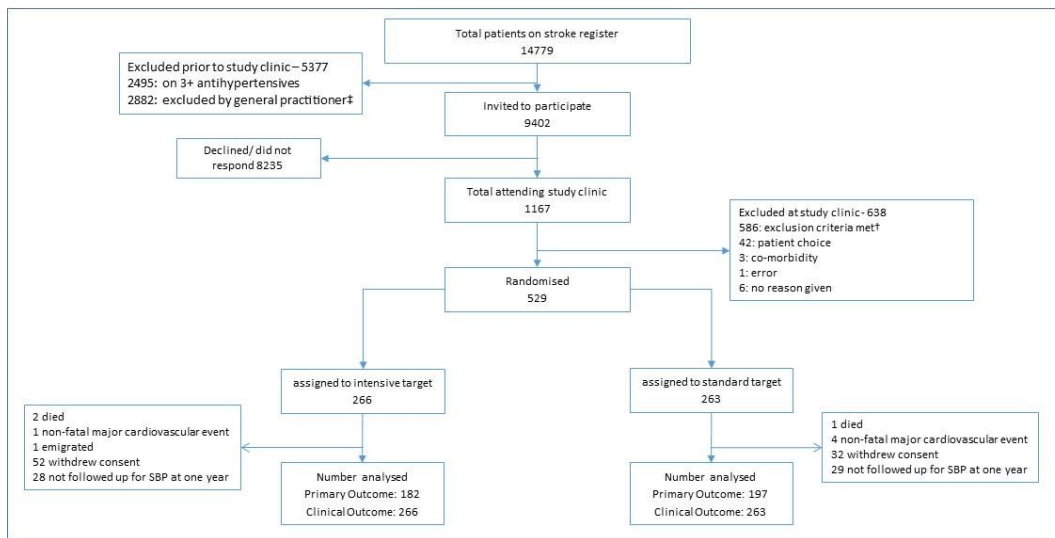 Total patients on stroke register
14779
Excluded prior to study clinic – 5377
2495: on 3+ antihypertensives
2882: excluded by general practitioner‡
Invited to participate
9402
Declined/ did not
respond 8235
Total attending study clinic
1167
Excluded at study clinic - 638
586: exclusion criteria met†
42: patient choice
3: co-morbidity
1: error
6: no reason given
Randomised
529
assigned to intensive target
266
assigned to standard target
263
2 died
1 non-fatal major cardiovascular event
1 emigrated
52 withdrew consent
28 not followed up for SBP at one year
1 died
4 non-fatal major cardiovascular event
32 withdrew consent
29 not followed up for SBP at one year
Number analysed
Primary Outcome: 182
Clinical Outcome: 266
Number analysed
Primary Outcome: 197
Clinical Outcome: 263